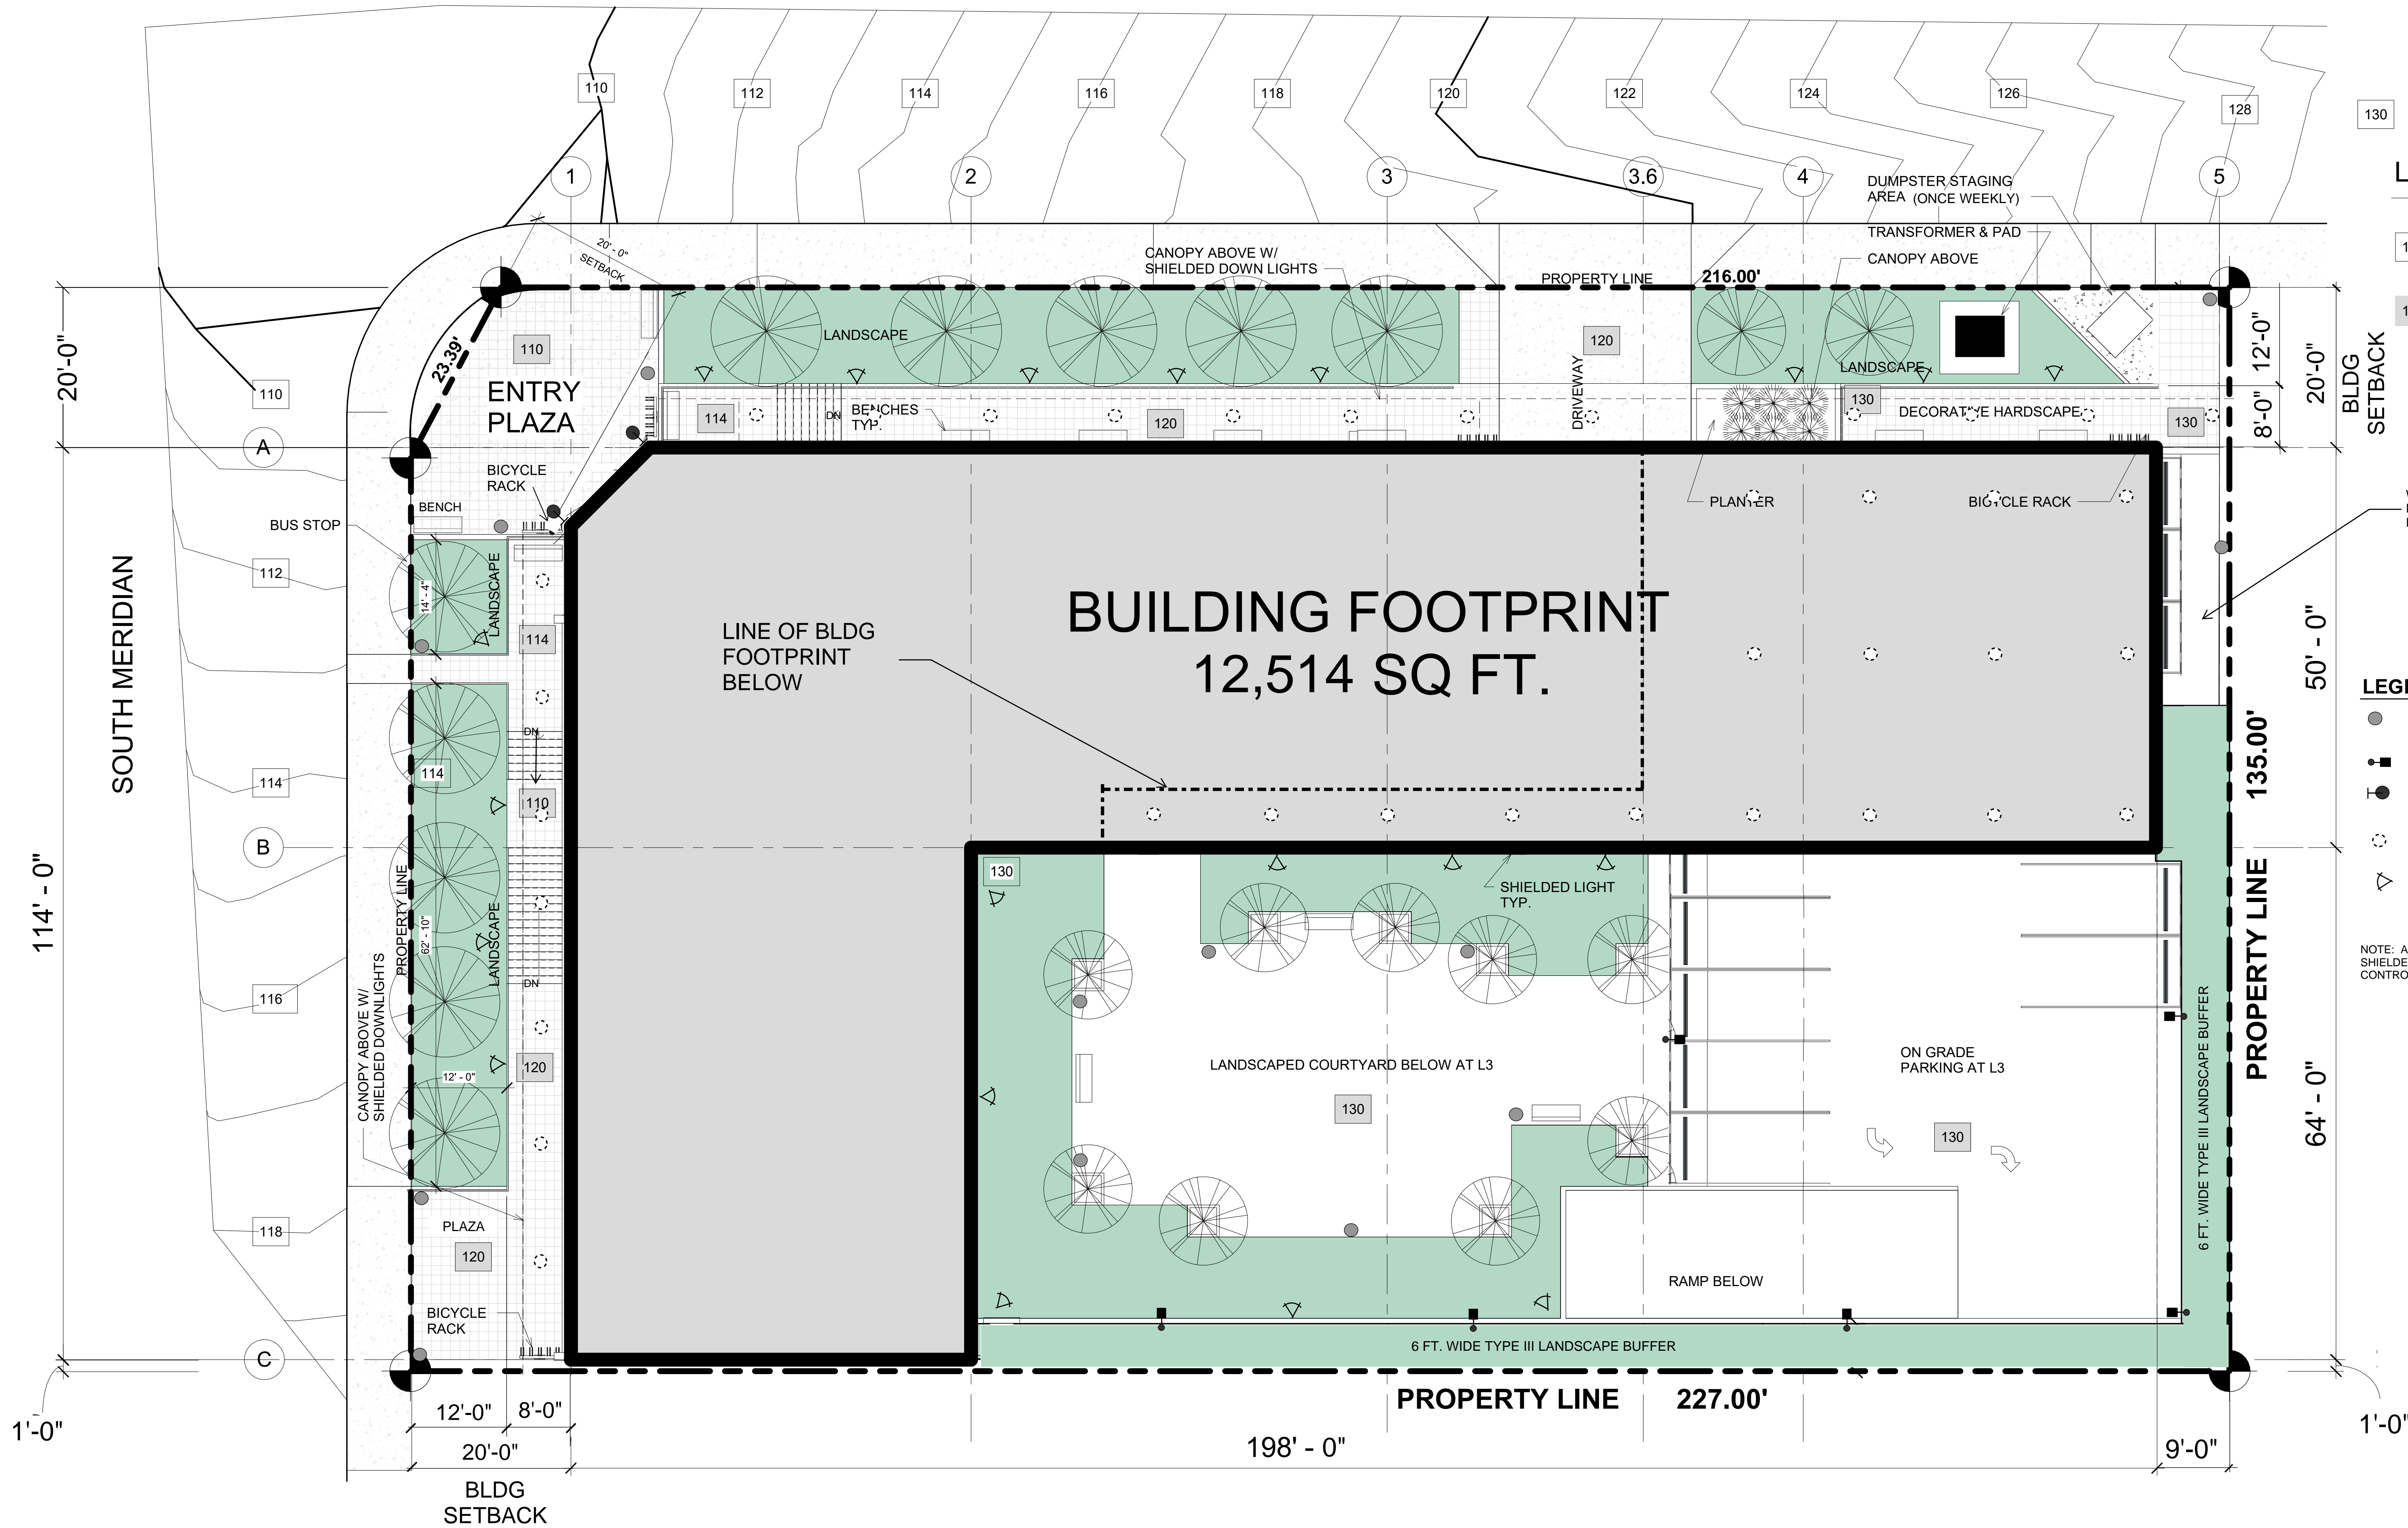 110
112
114
116
118
120
122
124
126
128
130
1
2
3
3.6
4
5
DUMPSTER STAGING
AREA (ONCE WEEKLY)
TRANSFORMER & PAD
CANOPY ABOVE
CANOPY ABOVE W/
SHIELDED DOWN LIGHTS
PROPERTY LINE 216.00'
20' - 0"
SETBACK
20'-0"
23.39'
110
ENTRY
PLAZA
LANDSCAPE
120
DRIVEWAY
LANDSCAPE
12'-0"
8'-0"
20'-0"
BLDG
SETBACK
110
A
114
DN
BENCHES
TYP.
120
130
DECORATIVE HARDSCAPE
130
BICYCLE
RACK
BENCH
BUS STOP
PLANTER
BICYCLE RACK
SOUTH MERIDIAN
112
14' - 4"
LANDSCAPE
114
BUILDING FOOTPRINT
12,514 SQ FT.
LINE OF BLDG
FOOTPRINT
BELOW
50' - 0"
LEGE
DN
114
114
110
135.00'
B
114' - 0"
PROPERTY LINE
62' - 10"
LANDSCAPE
130
SHIELDED LIGHT
TYP.
PROPERTY LINE
NOTE: A
SHIELDE
CONTRO
CANOPY ABOVE W/
SHIELDED DOWNLIGHTS
116
DN
120
12' - 0"
LANDSCAPED COURTYARD BELOW AT L3
130
ON GRADE
PARKING AT L3
130
6 FT. WIDE TYPE III LANDSCAPE BUFFER
64' - 0"
118
PLAZA
120
RAMP BELOW
BICYCLE
RACK
C
6 FT. WIDE TYPE III LANDSCAPE BUFFER
PROPERTY LINE 227.00'
1'-0"
12'-0"
8'-0"
1'-0"
20'-0"
198' - 0"
9'-0"
BLDG
SETBACK